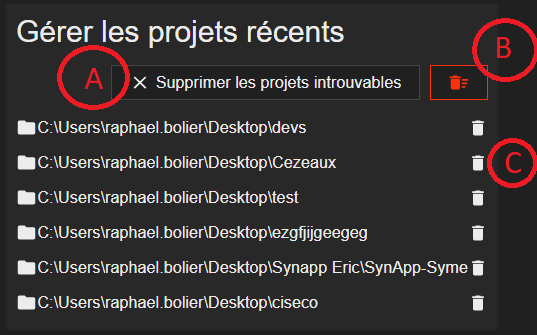 Gérer les projets récents
B
A
Supprimer les projets introuvables
C:\Users\raphael.bolier\Desktop\devs
C:\Users\raphael.bolier\Desktop\Cezeaux
C
C:\Users\raphael.bolier\Desktop\test
C:\Users\raphael.bolier\Desktop\ezgfjijgeegeg
C:\Users\raphael.bolier\Desktop\Synapp Eric\SynApp-Syme
C:\Users\raphael.bolier\Desktop\ciseco